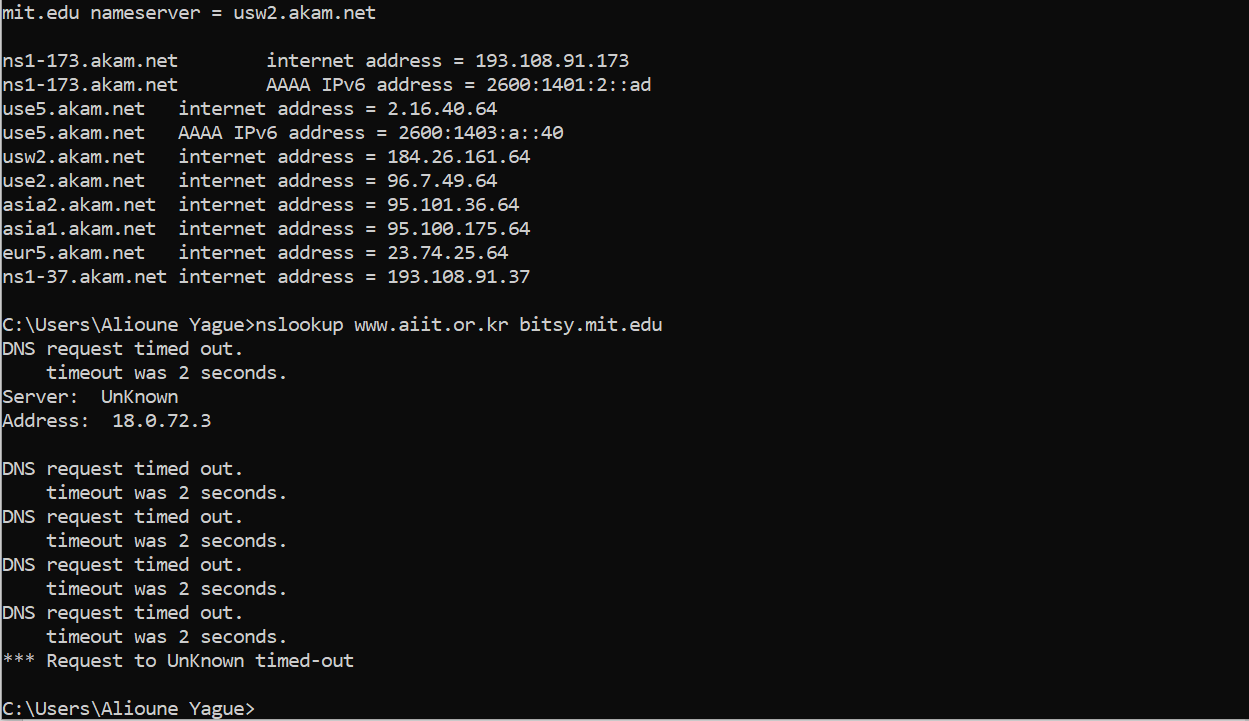 mit.edu nameserver = usw2.akam.net
ns1-173.akam.net        internet address = 193.108.91.173
ns1-173.akam.net        AAAA IPv6 address = 2600:1401:2::ad
use5.akam.net   internet address = 2.16.40.64
use5.akam.net   AAAA IPv6 address = 2600:1403:a::40
usw2.akam.net   internet address = 184.26.161.64
use2.akam.net   internet address = 96.7.49.64
asia2.akam.net  internet address = 95.101.36.64
asia1.akam.net  internet address = 95.100.175.64
eur5.akam.net   internet address = 23.74.25.64
ns1-37.akam.net internet address = 193.108.91.37
C:\Users\Alioune Yague>nslookup www.aiit.or.kr bitsy.mit.edu
DNS request timed out.
    timeout was 2 seconds.
Server:  UnKnown
Address:  18.0.72.3
DNS request timed out.
    timeout was 2 seconds.
DNS request timed out.
    timeout was 2 seconds.
DNS request timed out.
    timeout was 2 seconds.
DNS request timed out.
    timeout was 2 seconds.
*** Request to UnKnown timed-out
C:\Users\Alioune Yague>